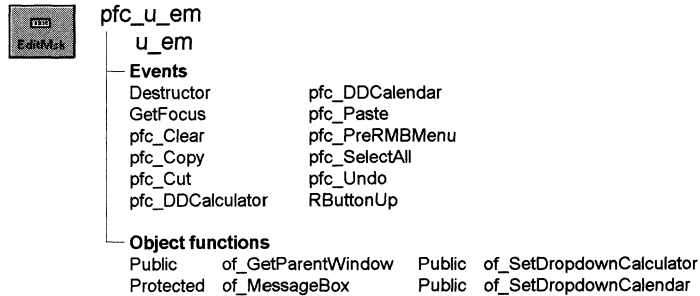 pfc_u_em
EditMsk
u_em
Events
Destructor pfc_DDCalendar
GetFocus pfc_Paste
pfc_Clear pfc_PreRMBMenu
pfc_Copy pfc_SelectAll
pfc_Cut pfc_Undo
pfc_DDCalculator RButtonUp
Object functions
Public of_GetParentWindow Public of_SetDropdownCalculator
Protected of_MessageBox Public of_SetDropdownCalendar